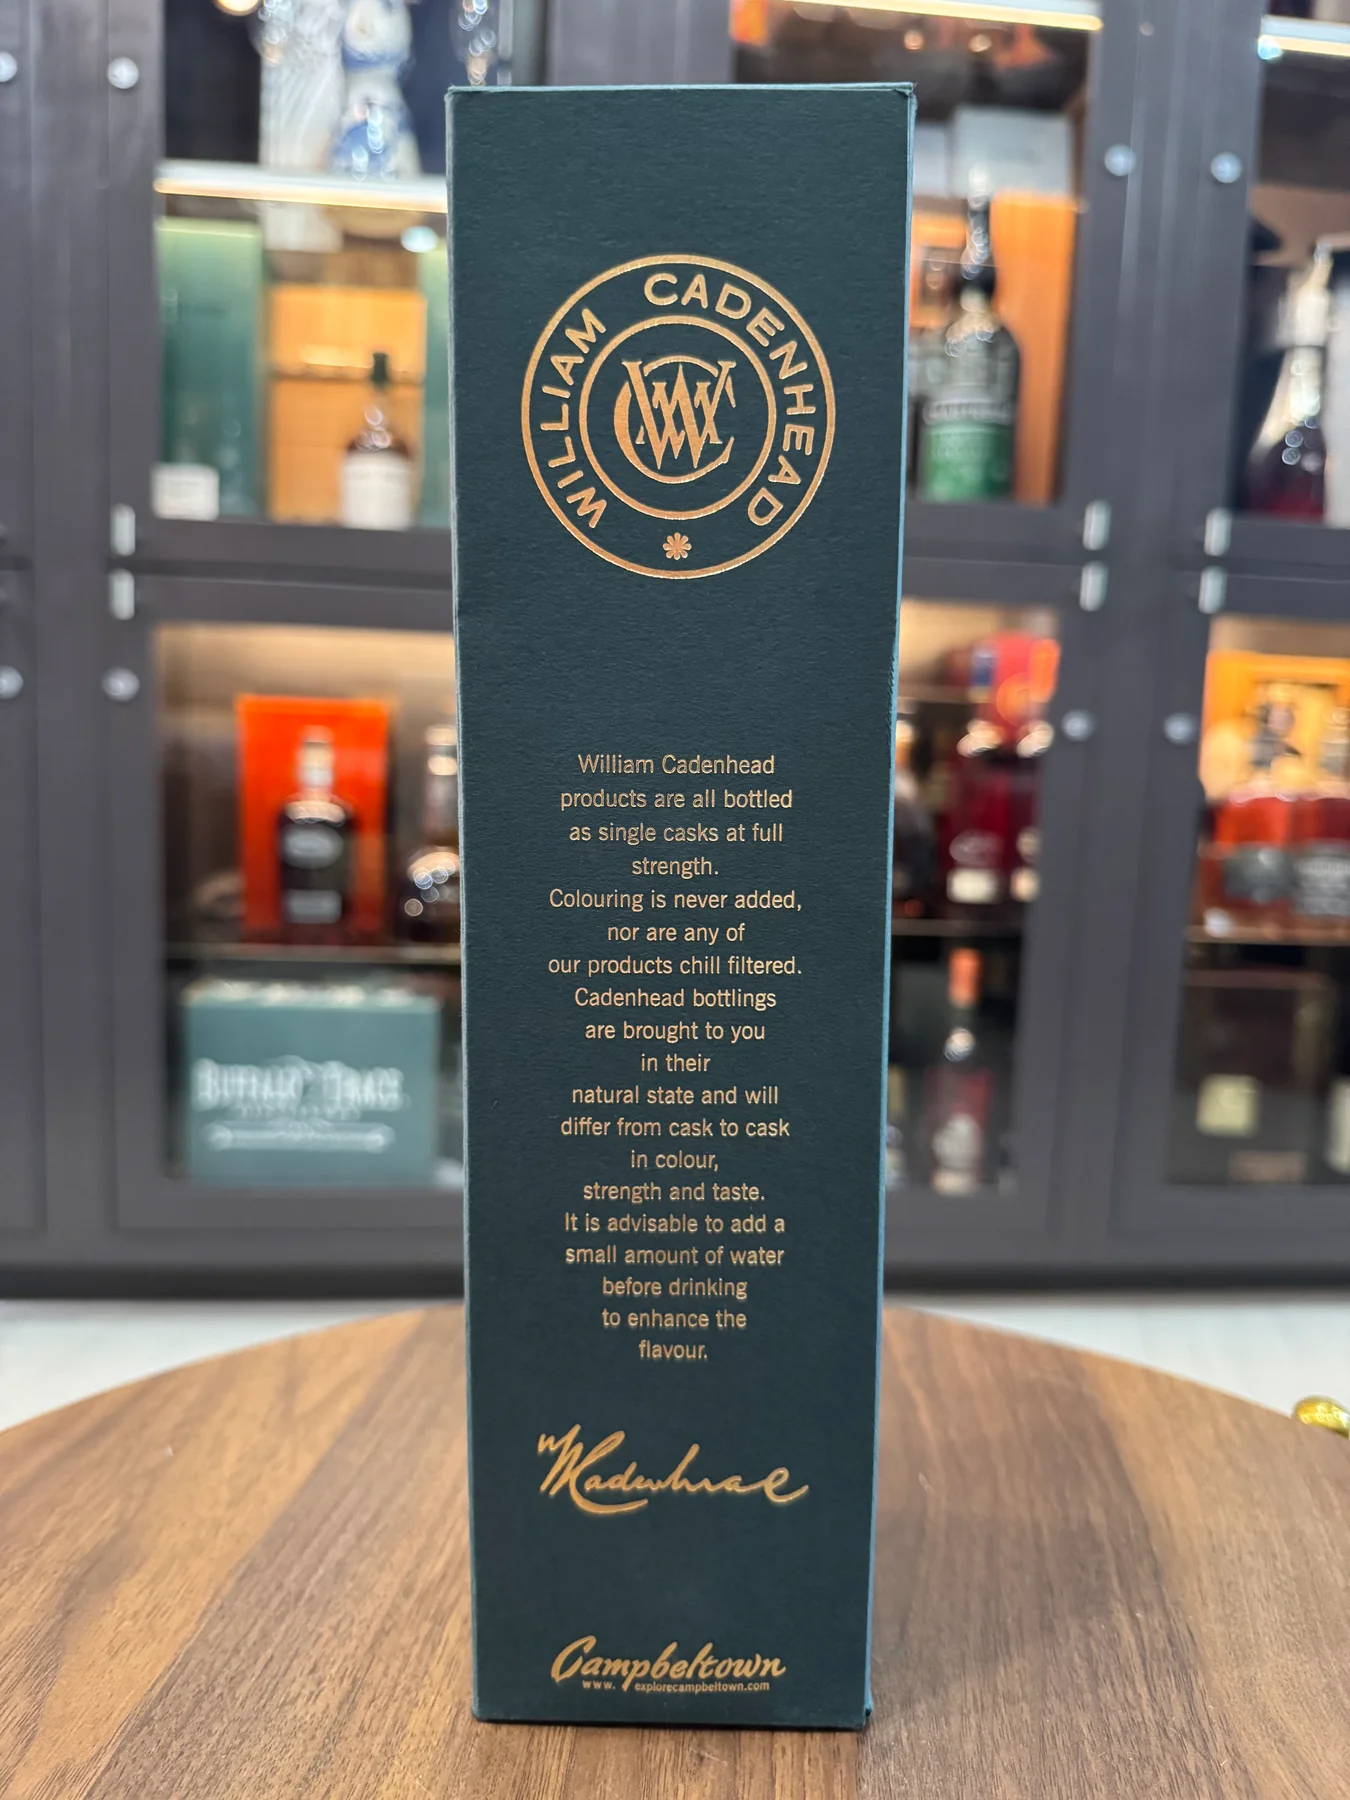 WILLIAM CADENHEAD
William Cadenhead
products are all bottled
as single casks at full
strength.
Colouring is never added,
nor are any of
our products chill filtered.
Cadenhead bottlings
are brought to you
in their
natural state and will
differ from cask to cask
in colour,
strength and taste.
It is advisable to add a
small amount of water
before drinking
to enhance the
flavour.
Campbeltown
www.explorecampbeltown.com
BUFFALO TRACE